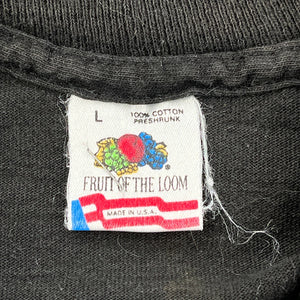 L
100% COTTON
PRESHRUNK
FRUIT OF THE LOOM
MADE IN U.S.A.